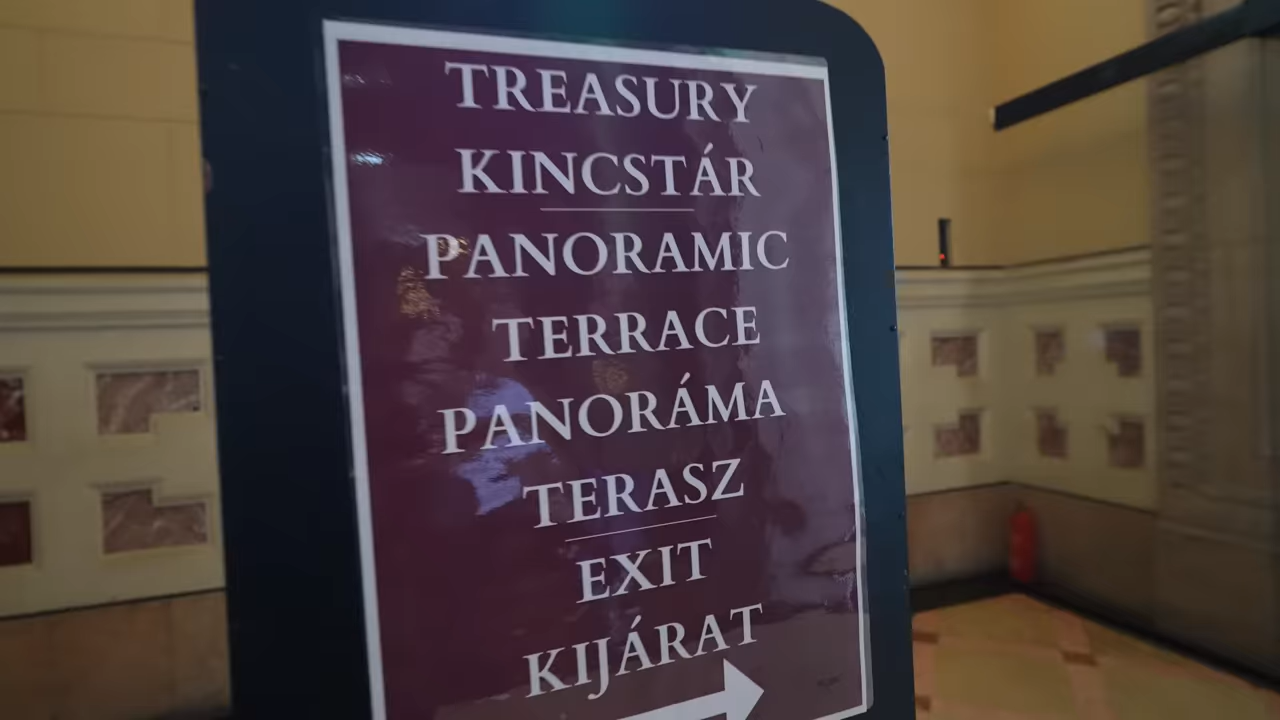 TREASURY
KINCSTÁR
PANORAMIC
TERRACE
PANORÁMA
TERASZ
EXIT
KIJÁRAT